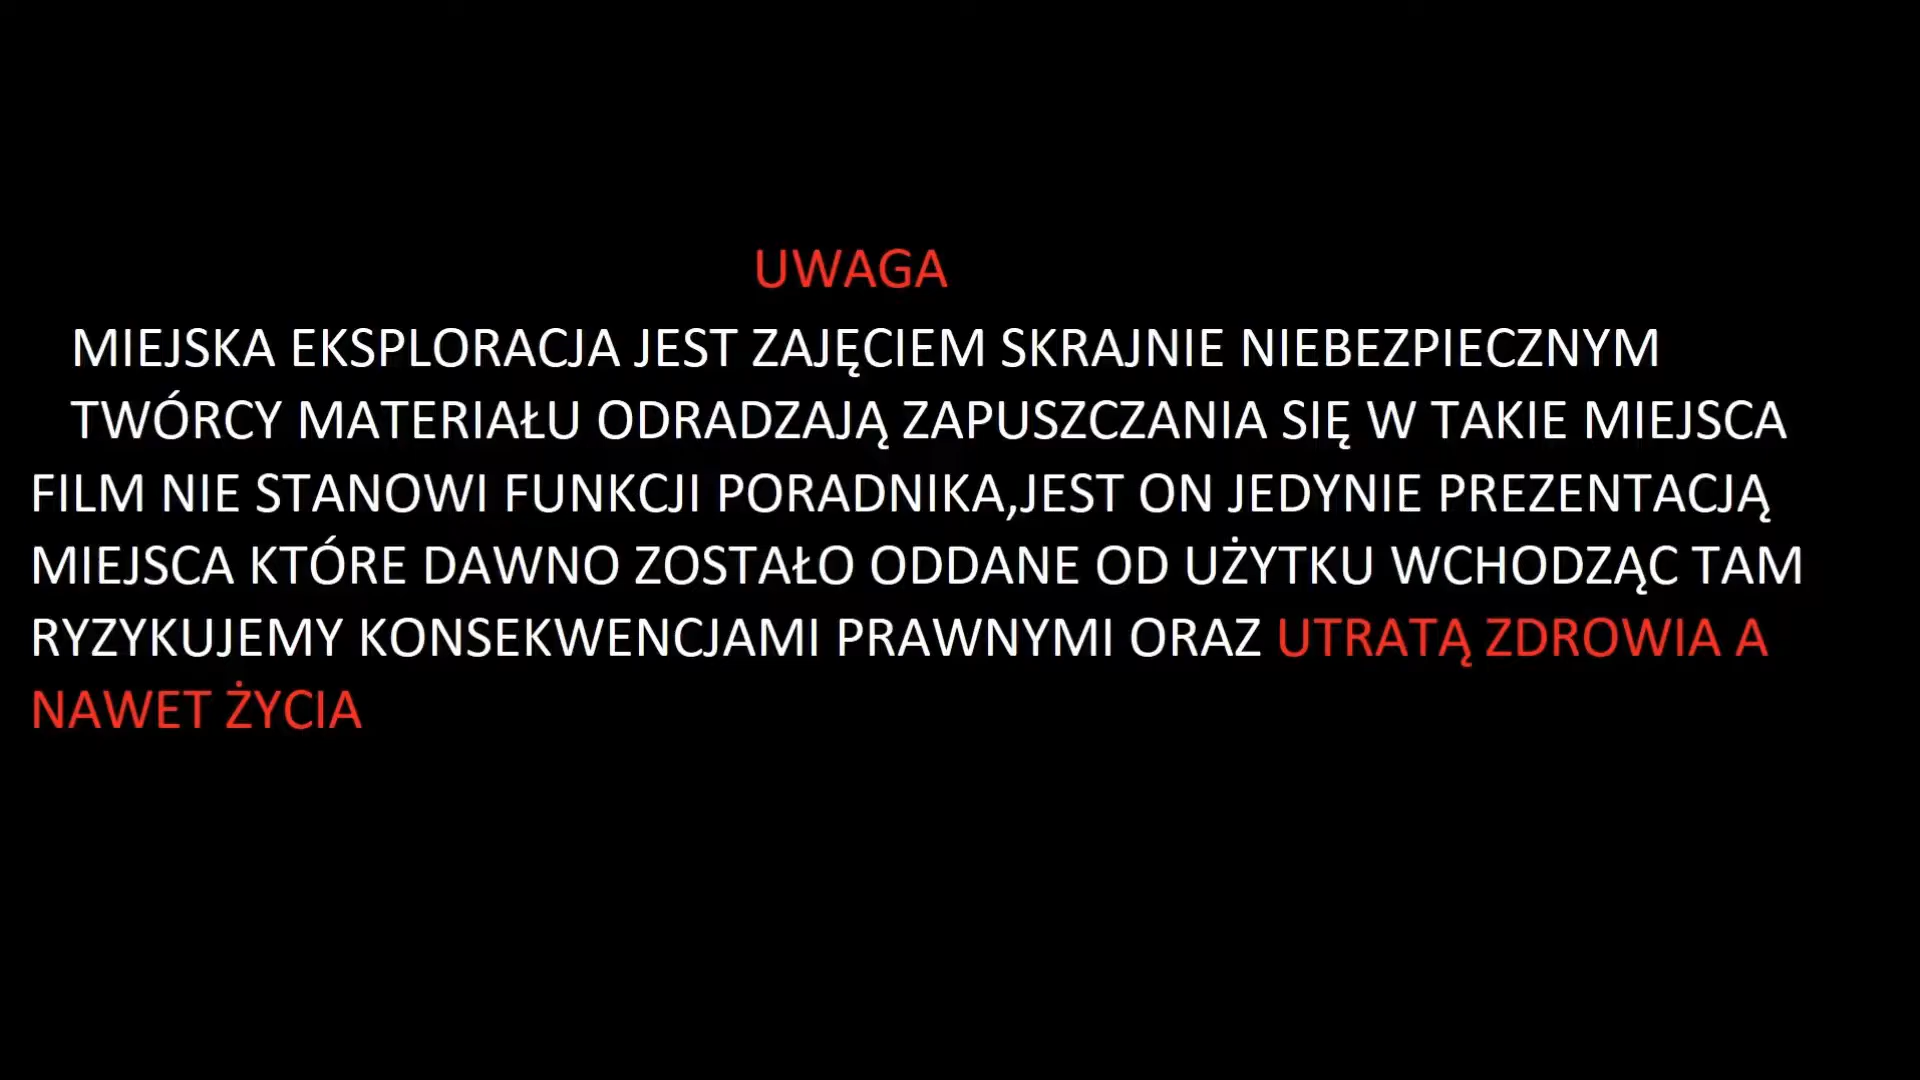 UWAGA
MIEJSKA EKSPLORACJA JEST ZAJĘCIEM SKRAJNIE NIEBEZPIECZNYM
TWÓRCY MATERIAŁU ODRADZAJĄ ZAPUSZCZANIA SIĘ W TAKIE MIEJSCA
FILM NIE STANOWI FUNKCJI PORADNIKA,JEST ON JEDYNIE PREZENTACJĄ
MIEJSCA KTÓRE DAWNO ZOSTAŁO ODDANE OD UŻYTKU WCHODZĄC TAM
RYZYKUJEMY KONSEKWENCJAMI PRAWNYMI ORAZ UTRATĄ ZDROWIA A
NAWET ŻYCIA